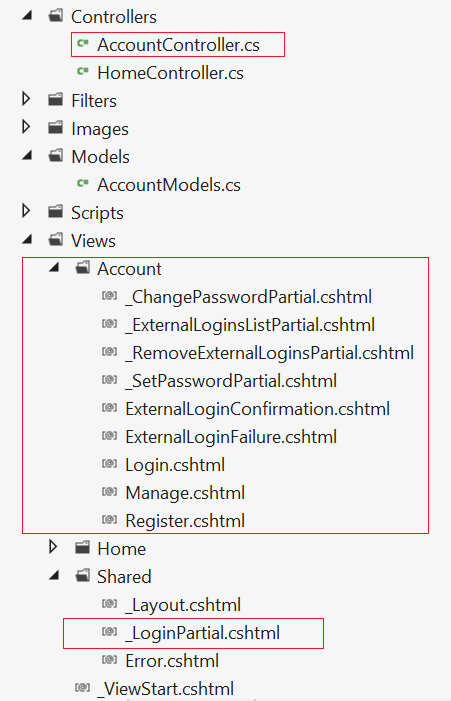 Controllers
AccountController.cs
HomeController.cs
Filters
Images
Models
AccountModels.cs
Scripts
Views
Account
_ChangePasswordPartial.cshtml
_ExternalLoginsListPartial.cshtml
_RemoveExternalLoginsPartial.cshtml
_SetPasswordPartial.cshtml
ExternalLoginConfirmation.cshtml
ExternalLoginFailure.cshtml
Login.cshtml
Manage.cshtml
Register.cshtml
Home
Shared
_Layout.cshtml
_LoginPartial.cshtml
Error.cshtml
_ViewStart.cshtml